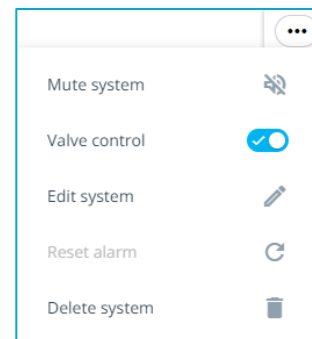 Mute system
Valve control
Edit system
Reset alarm
Delete system